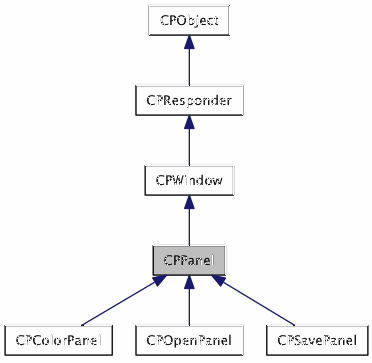 CPObject
CPResponder
CPWindow
CPPanel
CPColorPanel CPOpenPanel CPSavePanel